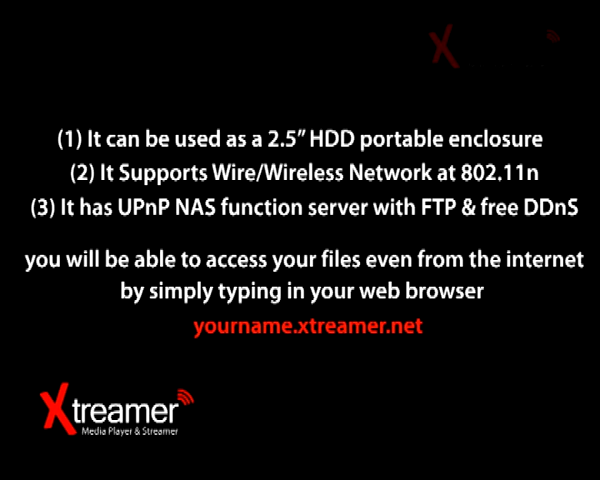 (1) It can be used as a 2.5" HDD portable enclosure
(2) It Supports Wire/Wireless Network at 802.11n
(3) It has UPnP NAS function server with FTP & free DDnS
you will be able to access your files even from the internet
by simply typing in your web browser
yourname.xtreamer.net
Xtreamer
Media Player & Streamer